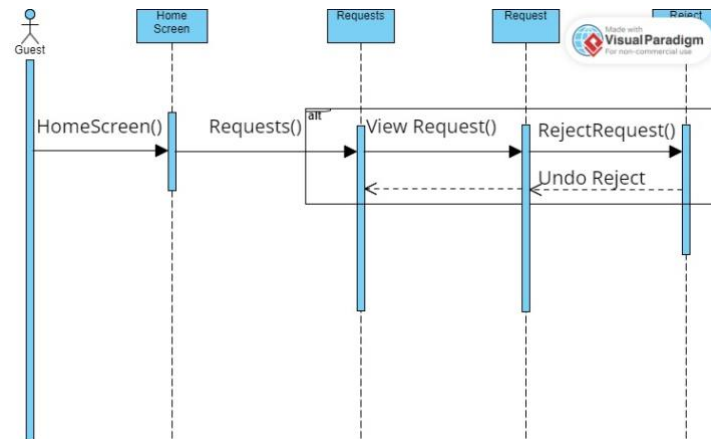 Home
Screen
Requests
Request
Reject
Made with
Visual Paradigm
For non-commercial use
Guest
alt
HomeScreen()
Requests()
View Request()
RejectRequest()
Undo Reject